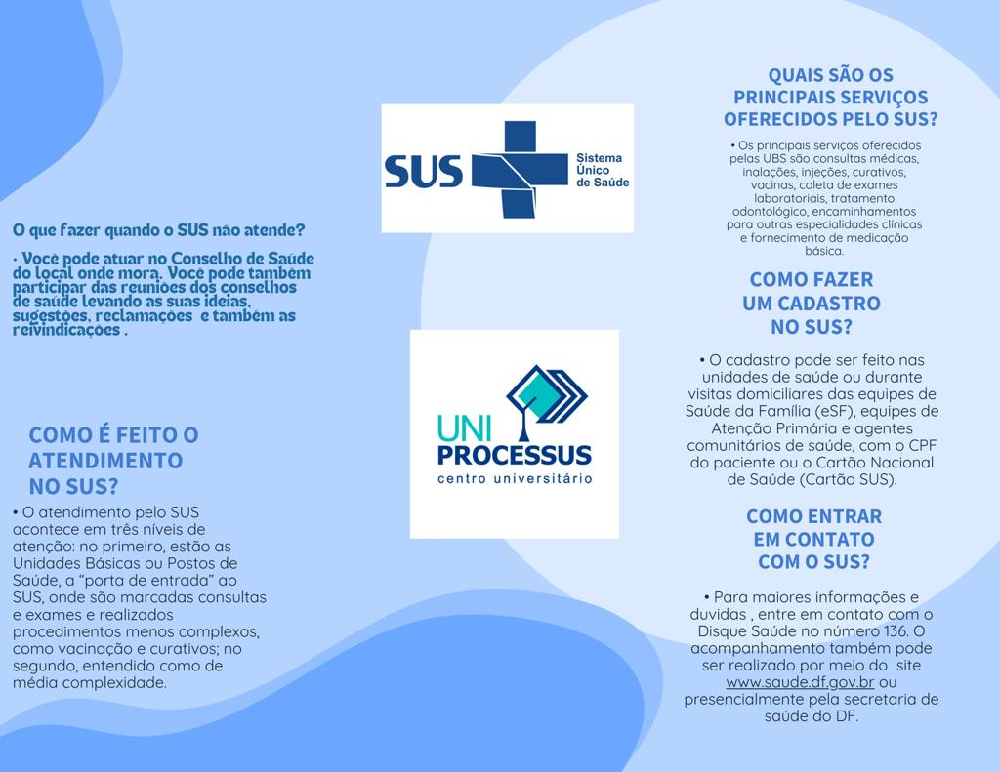 O que fazer quando o SUS não atende?
• Você pode atuar no Conselho de Saúde
do local onde mora. Você pode também
participar das reuniões dos conselhos
de saúde levando as suas ideias,
sugestões, reclamações e também as
reivindicações .
COMO É FEITO O
ATENDIMENTO
NO SUS?
• O atendimento pelo SUS
acontece em três níveis de
atenção: no primeiro, estão as
Unidades Básicas ou Postos de
Saúde, a “porta de entrada” ao
SUS, onde são marcadas consultas
e exames e realizados
procedimentos menos complexos,
como vacinação e curativos; no
segundo, entendido como de
média complexidade.
SUS
Sistema
Único
de Saúde
UNI
PROCESSUS
centro universitário
QUAIS SÃO OS
PRINCIPAIS SERVIÇOS
OFERECIDOS PELO SUS?
• Os principais serviços oferecidos
pelas UBS são consultas médicas,
inalações, injeções, curativos,
vacinas, coleta de exames
laboratoriais, tratamento
odontológico, encaminhamentos
para outras especialidades clínicas
e fornecimento de medicação
básica.
COMO FAZER
UM CADASTRO
NO SUS?
• O cadastro pode ser feito nas
unidades de saúde ou durante
visitas domiciliares das equipes de
Saúde da Família (eSF), equipes de
Atenção Primária e agentes
comunitários de saúde, com o CPF
do paciente ou o Cartão Nacional
de Saúde (Cartão SUS).
COMO ENTRAR
EM CONTATO
COM O SUS?
• Para maiores informações e
duvidas , entre em contato com o
Disque Saúde no número 136. O
acompanhamento também pode
ser realizado por meio do site
www.saude.df.gov.br ou
presencialmente pela secretaria de
saúde do DF.